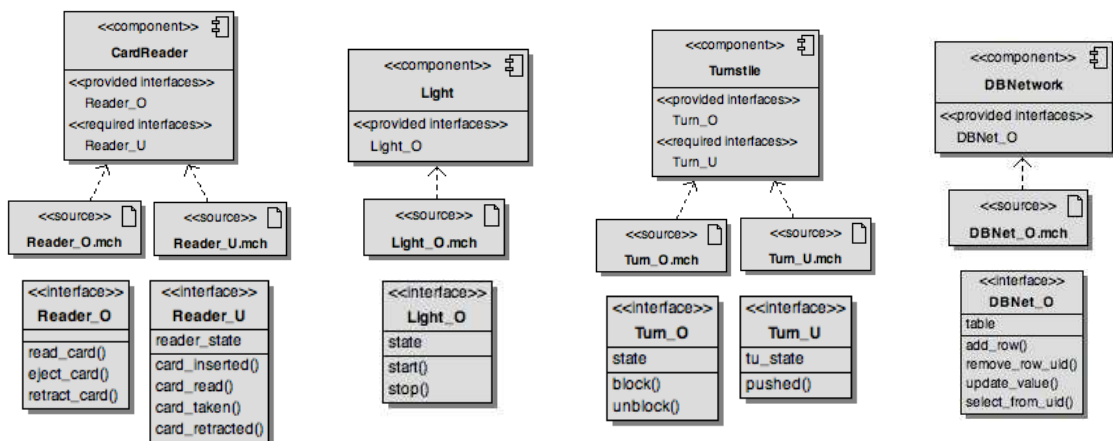 <<component>>
CardReader
<<provided interfaces>>
Reader_O
<<required interfaces>>
Reader_U
<<source>>
Reader_O.mch
<<source>>
Reader_U.mch
<<interface>>
Reader_O
read_card()
eject_card()
retract_card()
<<interface>>
Reader_U
reader_state
card_inserted()
card_read()
card_taken()
card_retracted()
<<component>>
Light
<<provided interfaces>>
Light_O
<<source>>
Light_O.mch
<<interface>>
Light_O
state
start()
stop()
<<component>>
Turnstile
<<provided interfaces>>
Turn_O
<<required interfaces>>
Turn_U
<<source>>
Turn_O.mch
<<source>>
Turn_U.mch
<<interface>>
Turn_O
state
block()
unblock()
<<interface>>
Turn_U
tu_state
pushed()
<<component>>
DBNetwork
<<provided interfaces>>
DBNet_O
<<source>>
DBNet_O.mch
<<interface>>
DBNet_O
table
add_row()
remove_row_uid()
update_value()
select_from_uid()